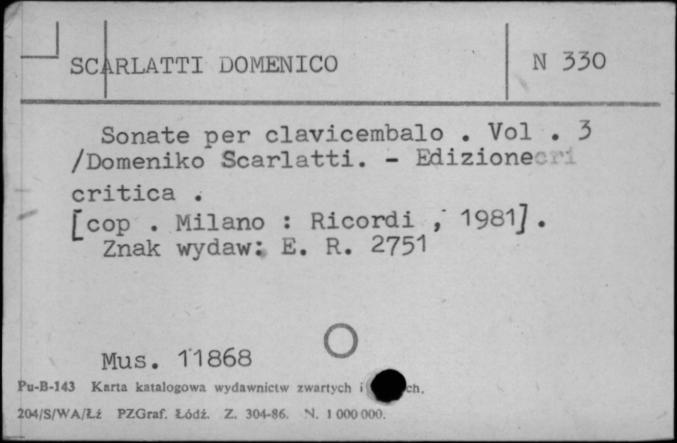 SCARLATTI DOMENICO
N 330
Sonate per clavicembalo . Vol . 3
/Domeniko Scarlatti. - Edizione
critica .
[cop . Milano : Ricordi , 1981] .
Znak wydaw: E. R. 2751
Mus. 11868
Pu-B-143 Karta katalogowa wydawnictw zwartych i
204/S/WA/Łź PZGraf. Łódź. Z. 304-86. N. 1 000 000.